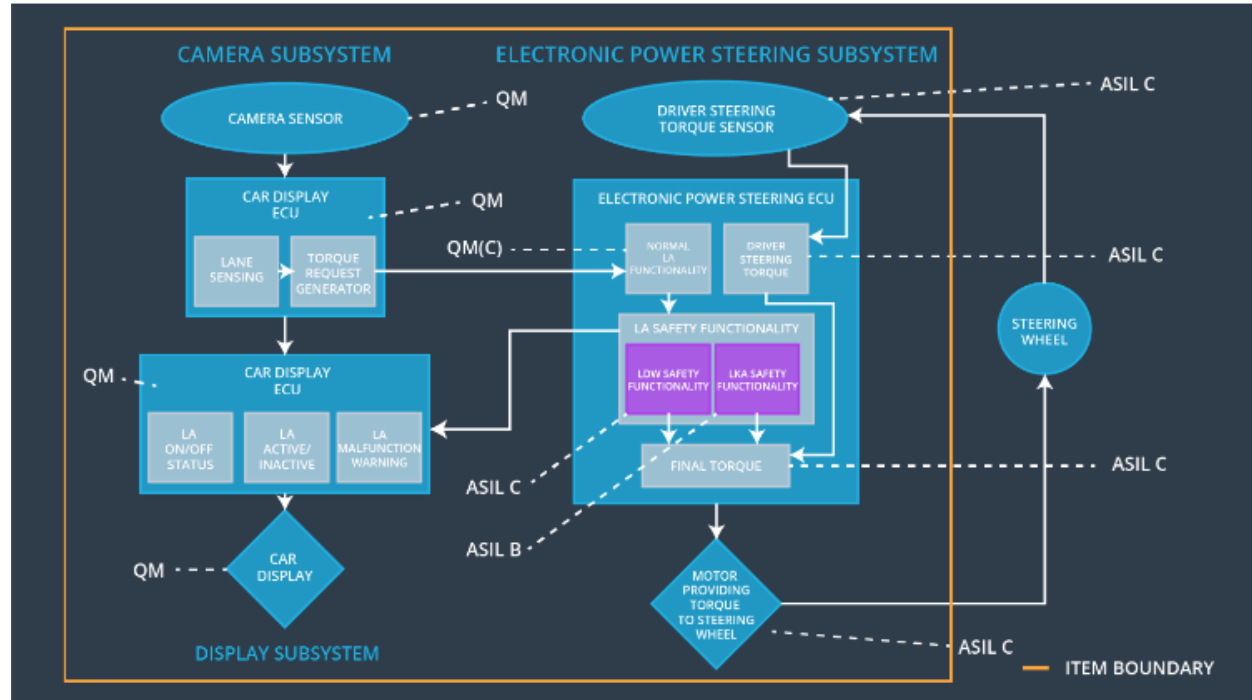 CAMERA SUBSYSTEM
ELECTRONIC POWER STEERING SUBSYSTEM
CAMERA SENSOR
QM
DRIVER STEERING
TORQUE SENSOR
ASIL C
CAR DISPLAY
ECU
QM
LANE
SENSING
TORQUE
REQUEST
GENERATOR
ELECTRONIC POWER STEERING ECU
QM(C)
NORMAL
LA
FUNCTIONALITY
DRIVER
STEERING
TORQUE
ASIL C
STEERING
WHEEL
LA SAFETY FUNCTIONALITY
LDW SAFETY
FUNCTIONALITY
LKA SAFETY
FUNCTIONALITY
QM
CAR DISPLAY
ECU
LA
ON/OFF
STATUS
LA
ACTIVE/
INACTIVE
LA
MALFUNCTION
WARNING
FINAL TORQUE
ASIL C
ASIL C
ASIL B
QM
CAR
DISPLAY
MOTOR
PROVIDING
TORQUE
TO STEERING
WHEEL
ASIL C
DISPLAY SUBSYSTEM
ITEM BOUNDARY